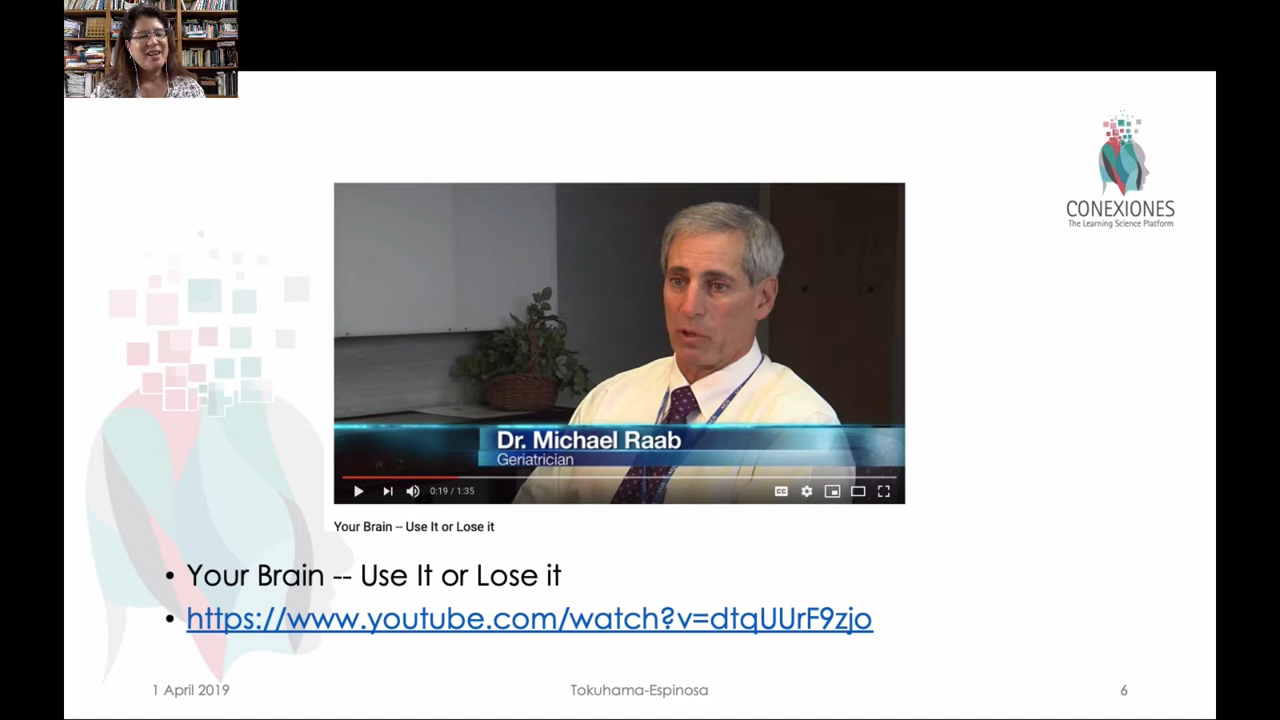 CONEXIONES
The Learning Science Platform
Dr. Michael Raab
Geriatrician
0:19 / 1:35
CC
Your Brain -- Use It or Lose it
• Your Brain -- Use It or Lose it
• https://www.youtube.com/watch?v=dtqUUrF9zjo
1 April 2019
Tokuhama-Espinosa
6